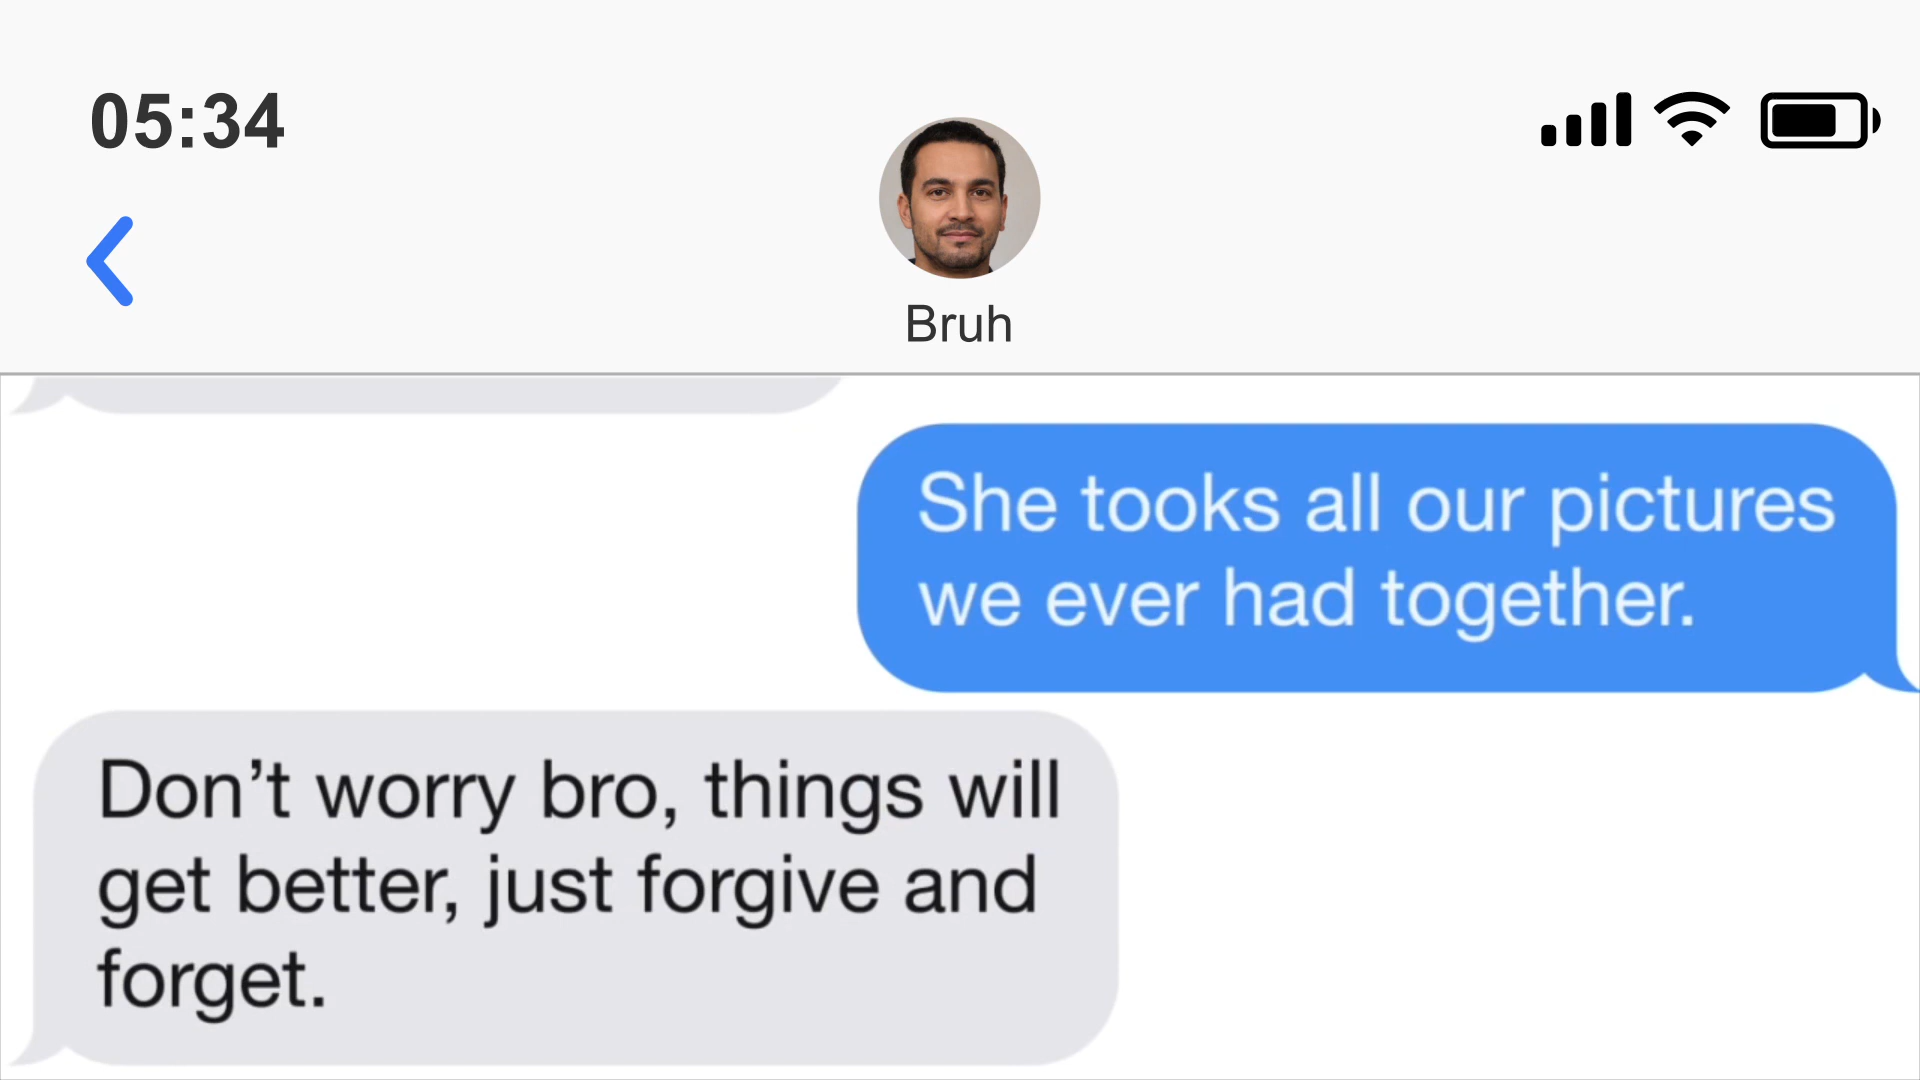 05:34
Bruh
She tooks all our pictures
we ever had together.
Don’t worry bro, things will
get better, just forgive and
forget.